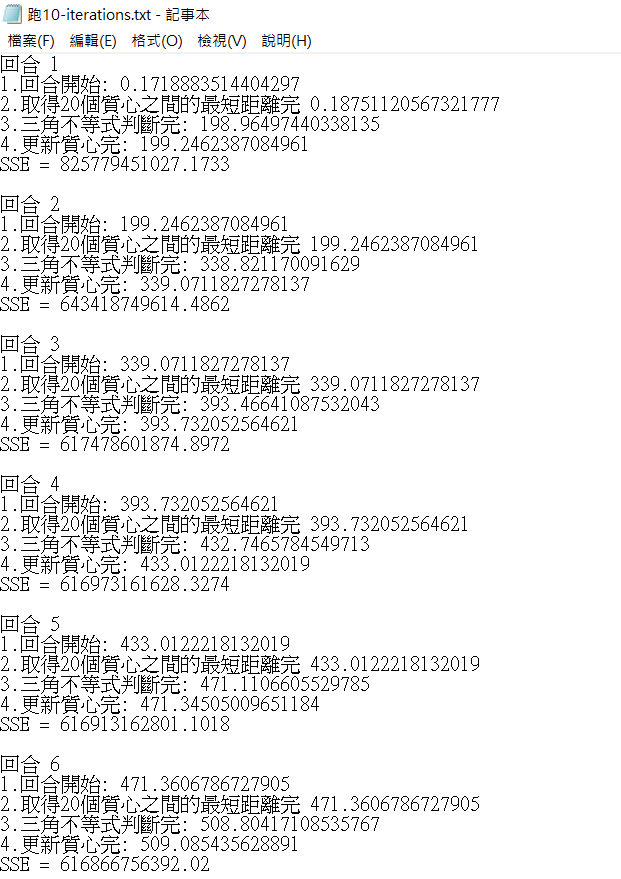 跑10-iterations.txt - 記事本
檔案(F) 編輯(E) 格式(O) 檢視(V) 說明(H)
回合 1
1.回合開始: 0.1718883514404297
2.取得20個質心之間的最短距離完 0.18751120567321777
3.三角不等式判斷完: 198.96497440338135
4.更新質心完: 199.2462387084961
SSE = 825779451027.1733
回合 2
1.回合開始: 199.2462387084961
2.取得20個質心之間的最短距離完 199.2462387084961
3.三角不等式判斷完: 338.821170091629
4.更新質心完: 339.0711827278137
SSE = 643418749614.4862
回合 3
1.回合開始: 339.0711827278137
2.取得20個質心之間的最短距離完 339.0711827278137
3.三角不等式判斷完: 393.46641087532043
4.更新質心完: 393.732052564621
SSE = 617478601874.8972
回合 4
1.回合開始: 393.732052564621
2.取得20個質心之間的最短距離完 393.732052564621
3.三角不等式判斷完: 432.7465784549713
4.更新質心完: 433.0122218132019
SSE = 616973161628.3274
回合 5
1.回合開始: 433.0122218132019
2.取得20個質心之間的最短距離完 433.0122218132019
3.三角不等式判斷完: 471.1106605529785
4.更新質心完: 471.34505009651184
SSE = 616913162801.1018
回合 6
1.回合開始: 471.3606786727905
2.取得20個質心之間的最短距離完 471.3606786727905
3.三角不等式判斷完: 508.80417108535767
4.更新質心完: 509.085435628891
SSE = 616866756392.02